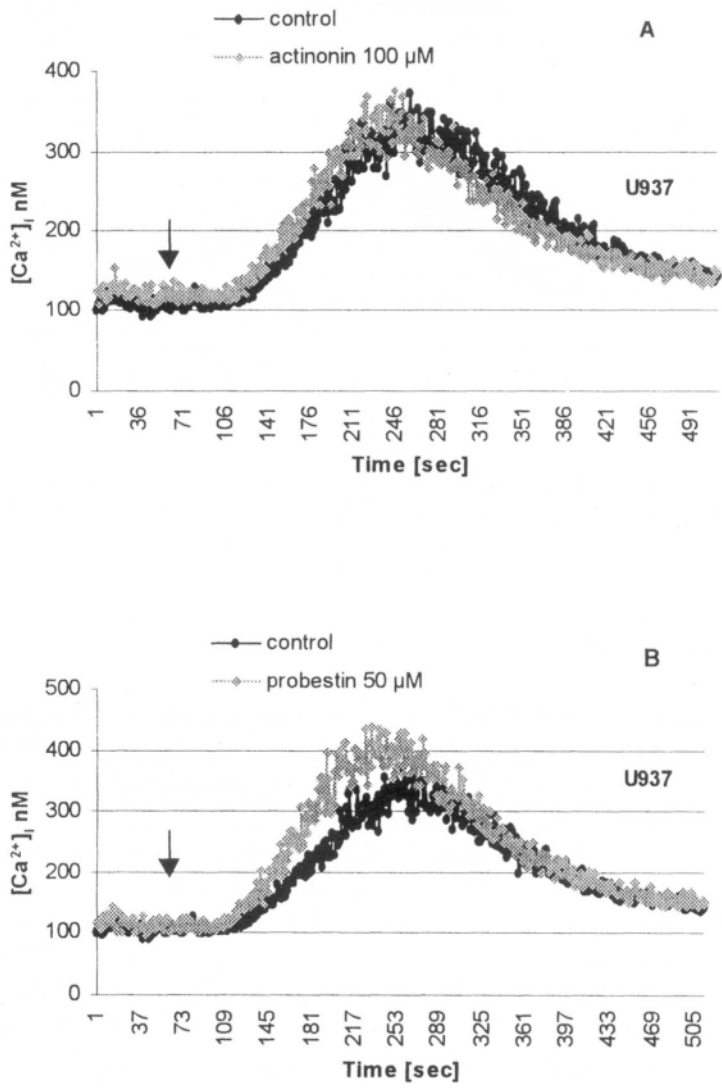 control
A
actinonin 100 µM
400
300
200
100
0
[Ca²⁺]i, nM
U937
1 36 71 106 141 176 211 246 281 316 351 386 421 456 491
Time [sec]
control
B
probestin 50 µM
500
400
300
200
100
0
[Ca²⁺]i, nM
U937
1 37 73 109 145 181 217 253 289 325 361 397 433 469 505
Time [sec]